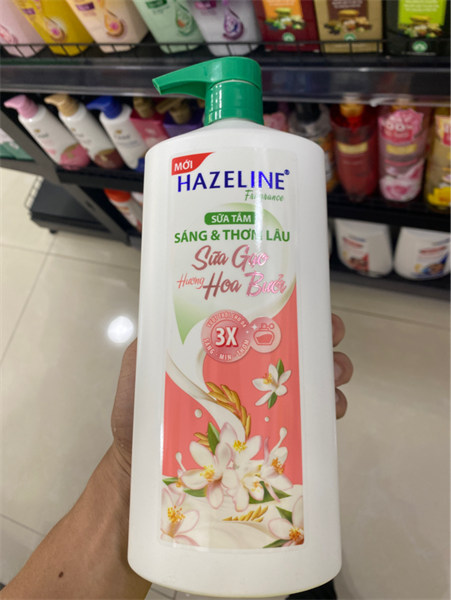 MỚI
HAZELINE®
Fragrance
SỮA TẮM
SÁNG & THƠM LÂU
Sữa Gạo
Hương Hoa Bưởi
3X